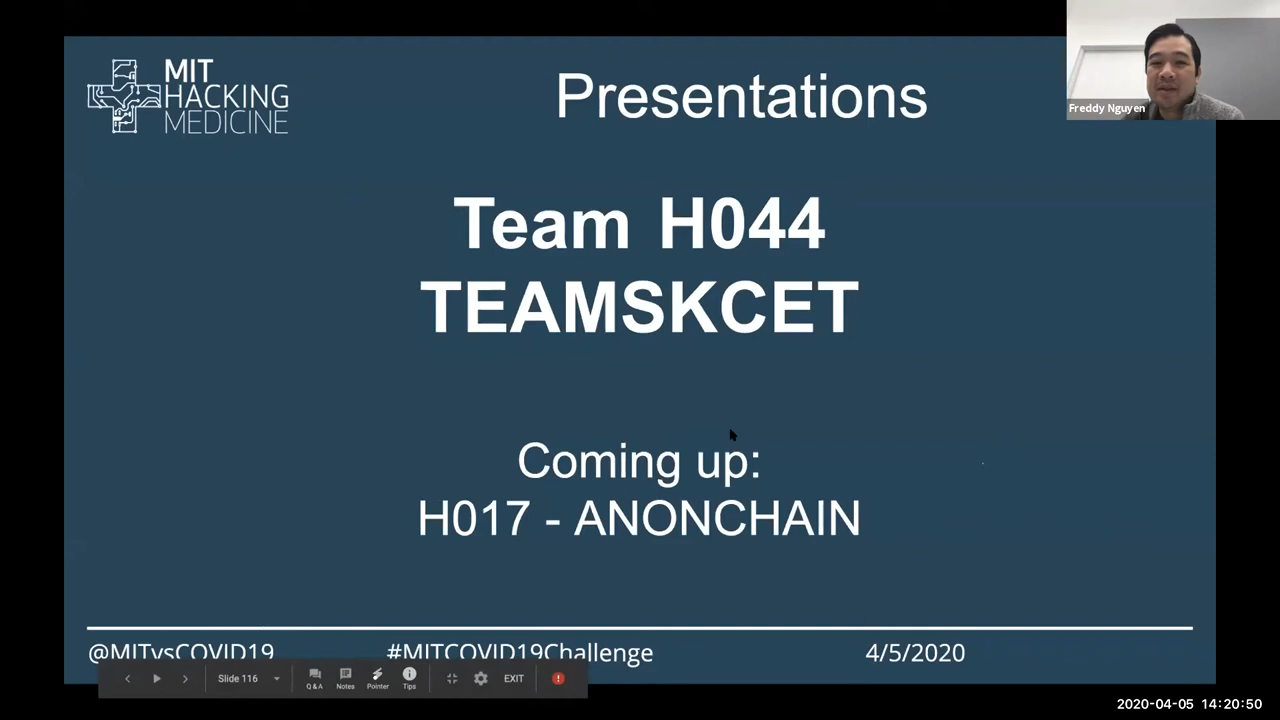 MIT
HACKING
MEDICINE
Presentations
Freddy Nguyen
Team H044
TEAMSKCET
Coming up:
H017 - ANONCHAIN
@MITvsCOVID19
#MITCOVID19Challenge
4/5/2020
Slide 116
Q&A
Notes
Pointer
Tips
EXIT
2020-04-05 14:20:50